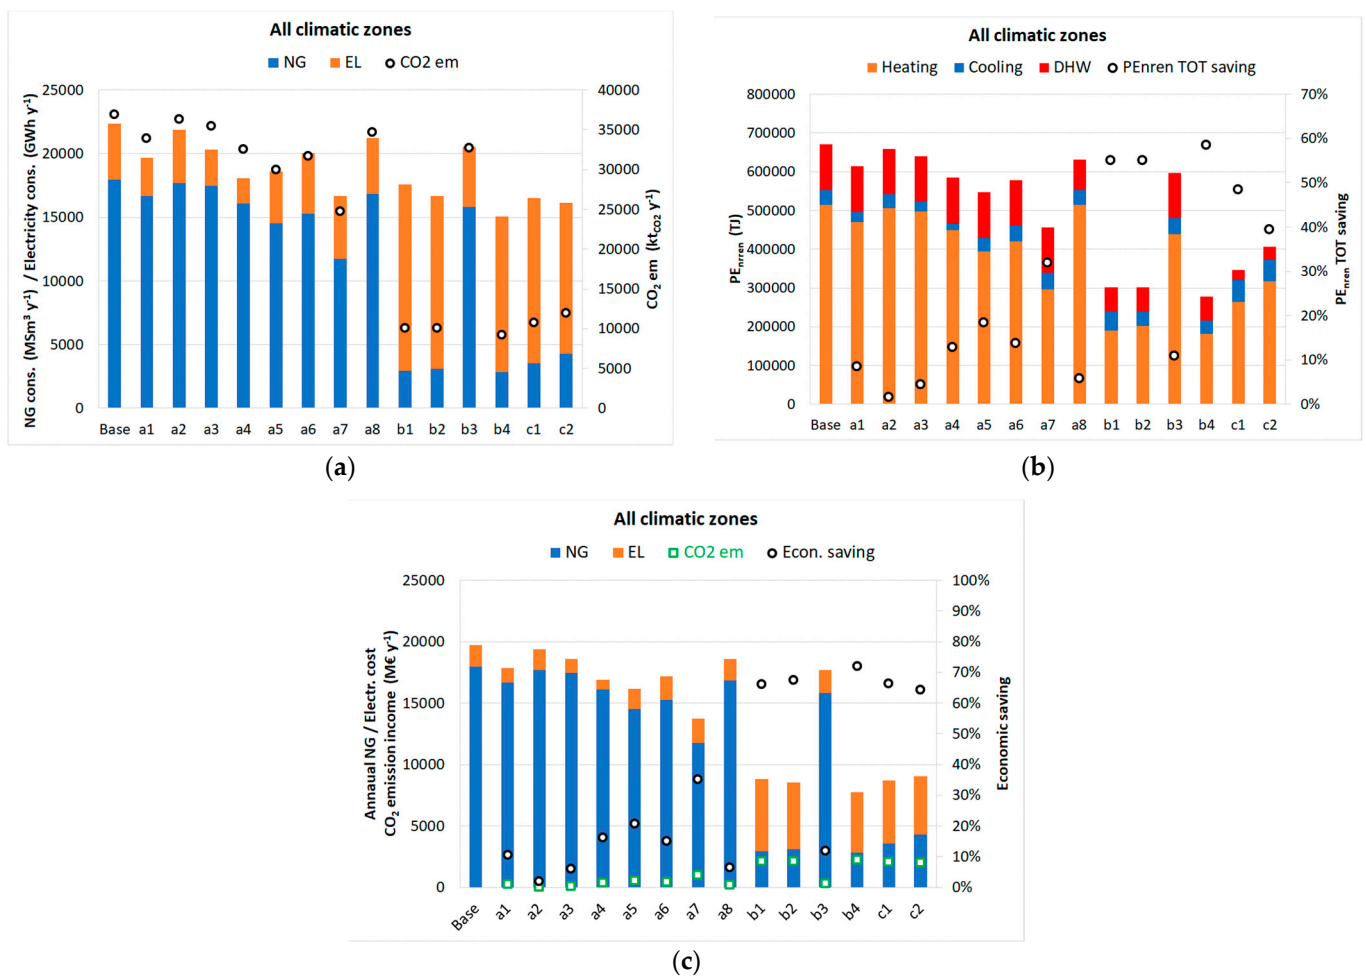 All climatic zones
NG EL CO2 em
NG cons. (MSm³ y⁻¹) / Electricity cons. (GWh y⁻¹)
25000
20000
15000
10000
5000
0
40000
35000
30000
25000
20000
15000
10000
5000
0
CO₂ em (kt_CO2 y⁻¹)
Base a1 a2 a3 a4 a5 a6 a7 a8 b1 b2 b3 b4 c1 c2
(a)
All climatic zones
Heating Cooling DHW PEnren TOT saving
PE_nrren (TJ)
800000
700000
600000
500000
400000
300000
200000
100000
0
70%
60%
50%
40%
30%
20%
10%
0%
PE_nren TOT saving
Base a1 a2 a3 a4 a5 a6 a7 a8 b1 b2 b3 b4 c1 c2
(b)
All climatic zones
NG EL CO2 em Econ. saving
Annaual NG / Electr. cost
CO₂ emission income (M€ y⁻¹)
25000
20000
15000
10000
5000
0
100%
90%
80%
70%
60%
50%
40%
30%
20%
10%
0%
Economic saving
Base a1 a2 a3 a4 a5 a6 a7 a8 b1 b2 b3 b4 c1 c2
(c)